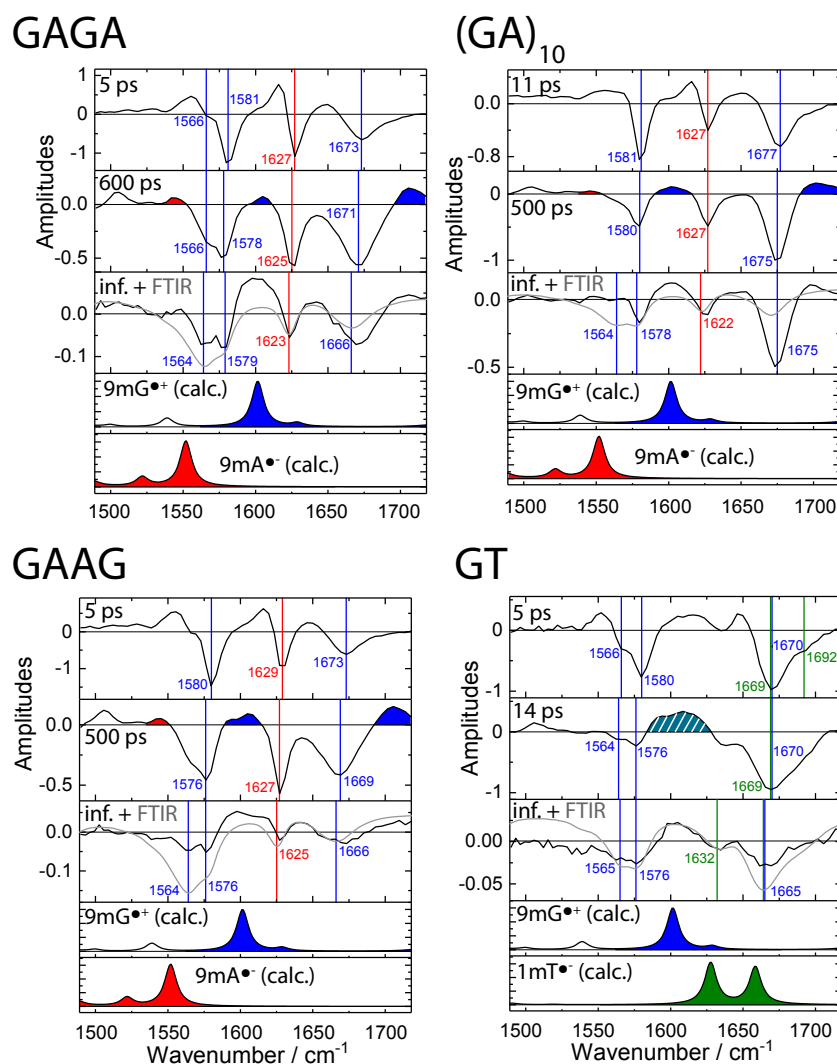 GAGA
5 ps
1
0
-1
1566
1581
1627
1673
600 ps
0.0
-0.5
1566
1578
1625
1671
Amplitudes
inf. + FTIR
0.0
-0.1
1564
1579
1623
1666
9mG●+ (calc.)
9mA●- (calc.)
1500 1550 1600 1650 1700
(GA)10
11 ps
0.0
-0.8
1581
1627
1677
500 ps
0
-1
1580
1627
1675
Amplitudes
inf. + FTIR
0.0
-0.5
1564
1578
1622
1675
9mG●+ (calc.)
9mA●- (calc.)
1500 1550 1600 1650 1700
GAAG
5 ps
0
-1
1580
1629
1673
500 ps
0.0
-0.5
1576
1627
1669
Amplitudes
inf. + FTIR
0.0
-0.1
1564
1576
1625
1666
9mG●+ (calc.)
9mA●- (calc.)
1500 1550 1600 1650 1700
Wavenumber / cm-1
GT
5 ps
0
-1
1566
1580
1669
1670
1692
14 ps
0
-1
1564
1576
1669
1670
Amplitudes
inf. + FTIR
0.00
-0.05
1565
1576
1632
1665
9mG●+ (calc.)
1mT●- (calc.)
1500 1550 1600 1650 1700
Wavenumber / cm-1